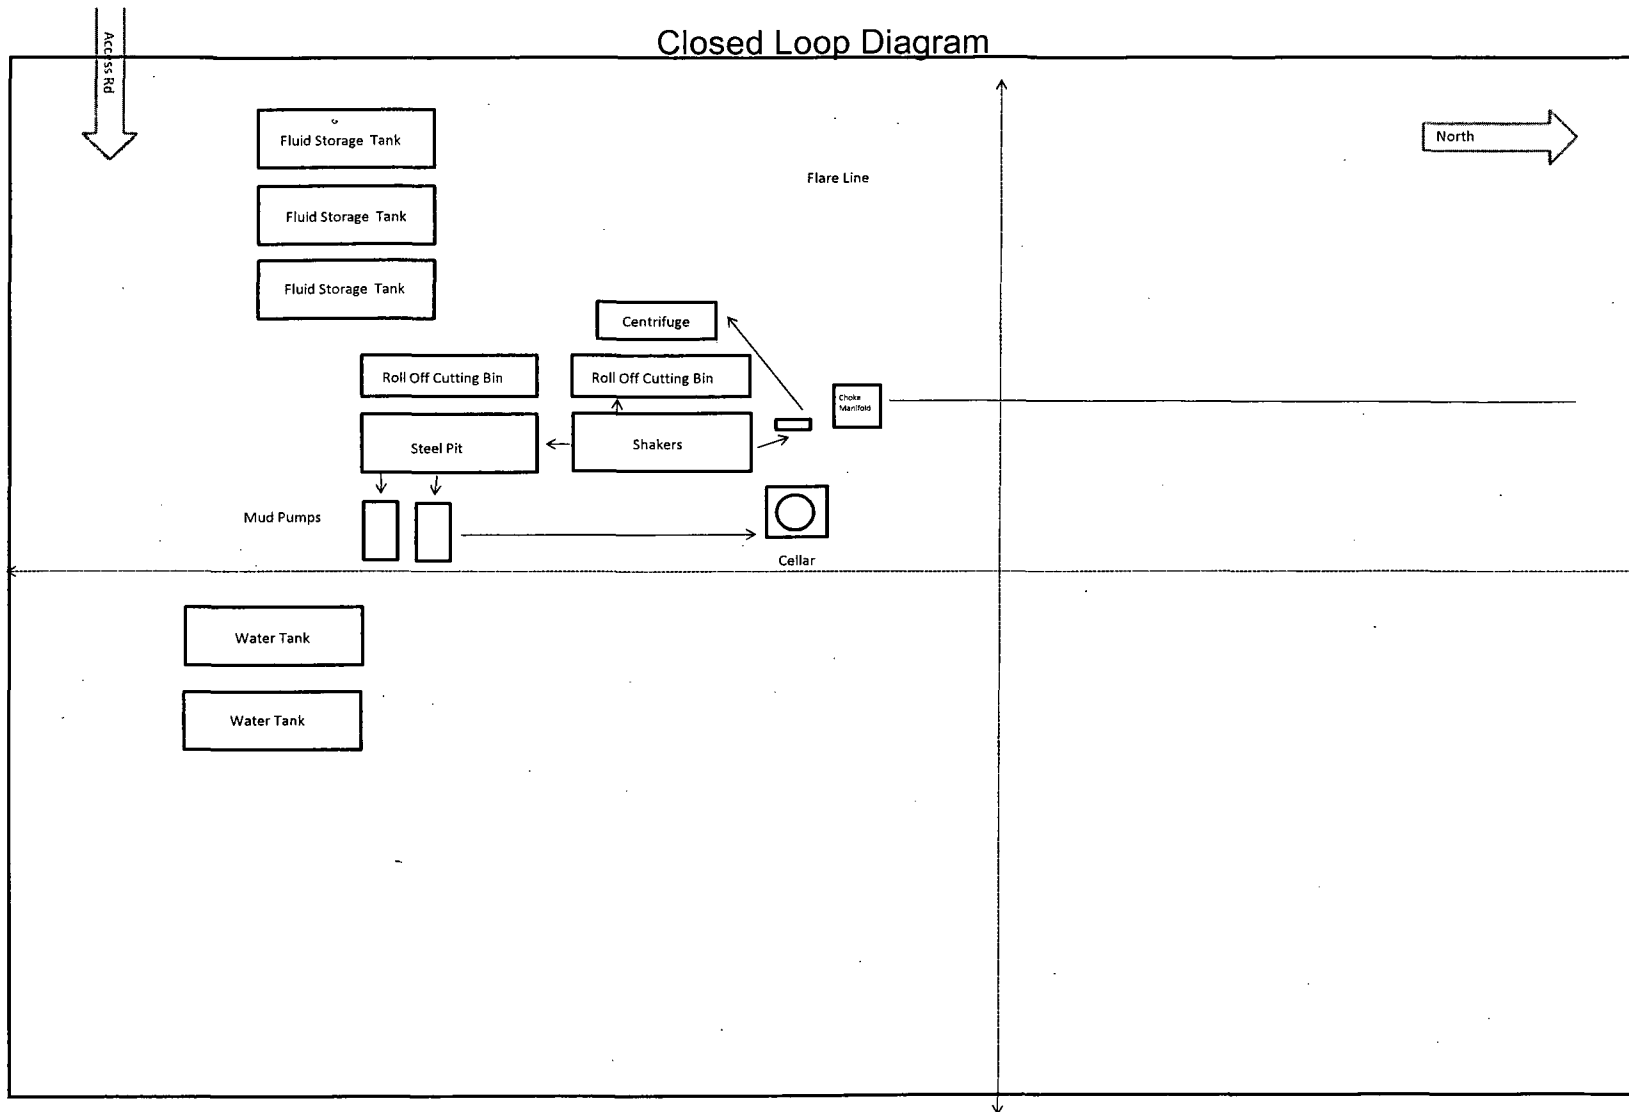 Closed Loop Diagram
Access Rd
Fluid Storage Tank
North
Flare Line
Fluid Storage Tank
Fluid Storage Tank
Centrifuge
Roll Off Cutting Bin
Roll Off Cutting Bin
Choke
Manifold
Steel Pit
Shakers
Mud Pumps
Cellar
Water Tank
Water Tank